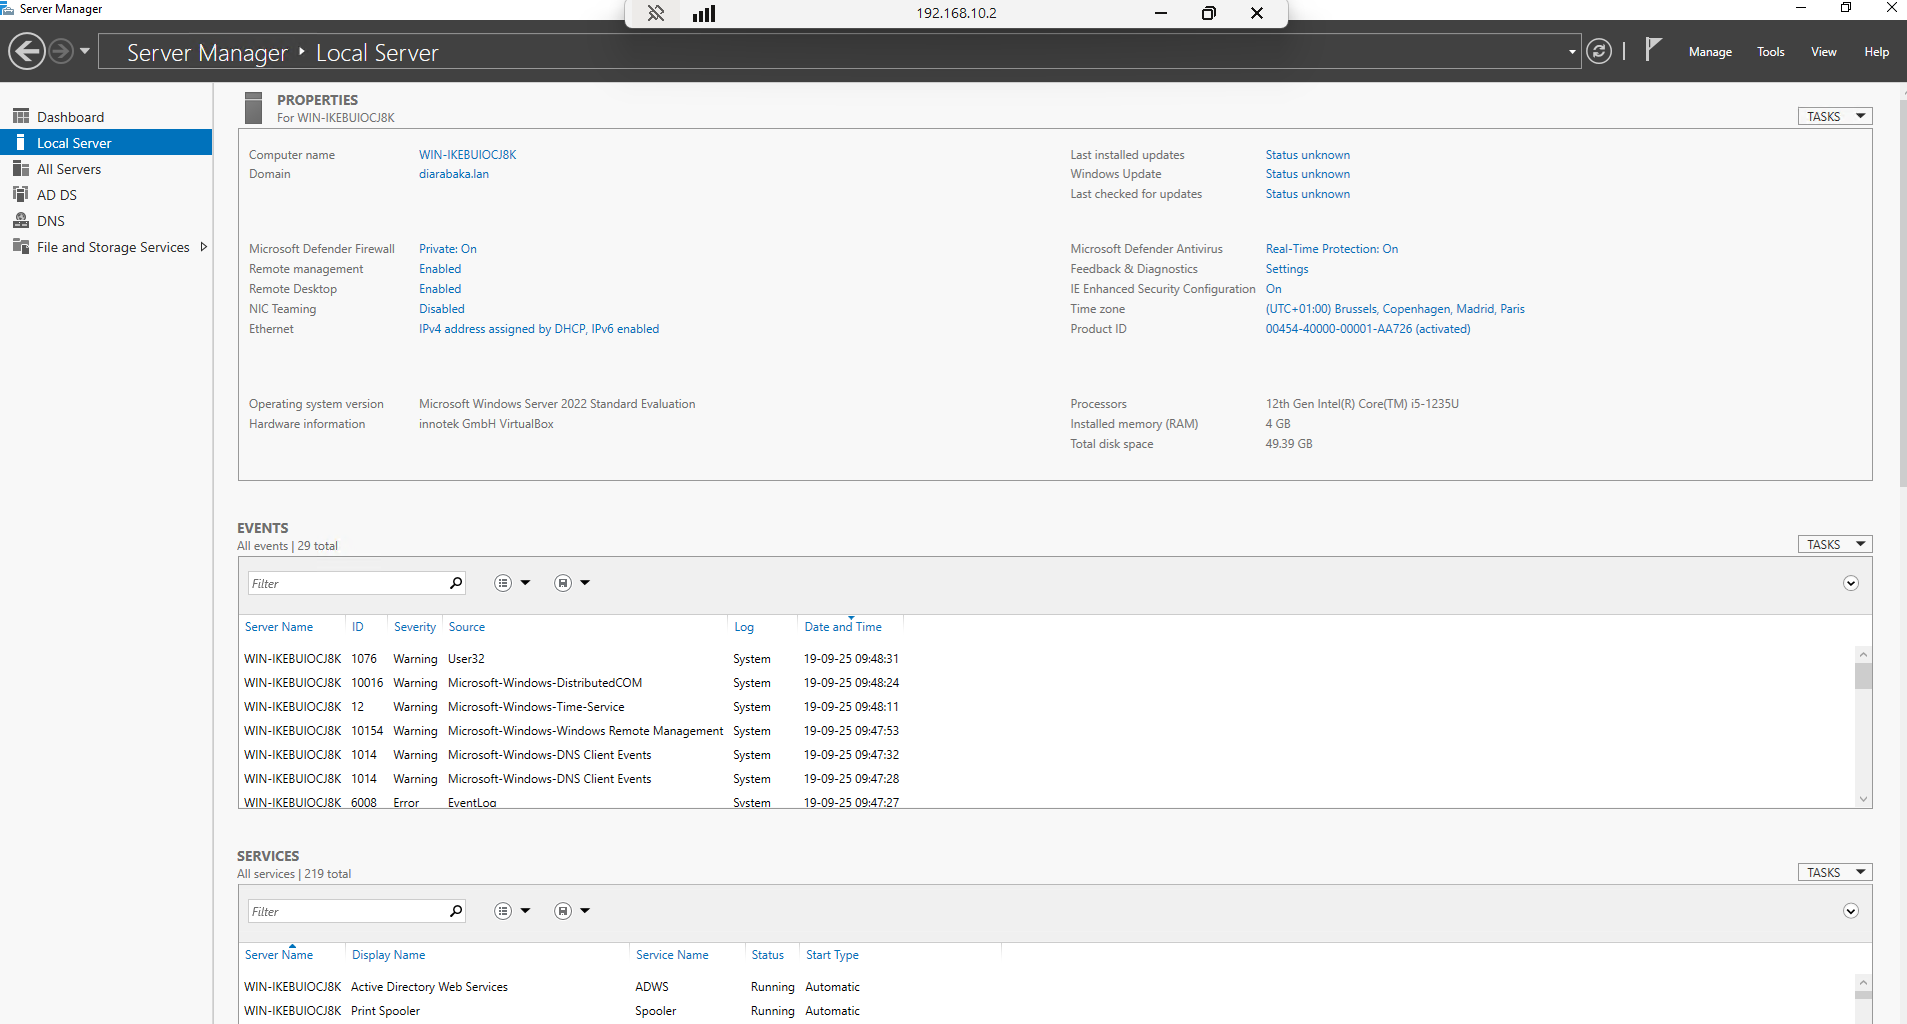 Server Manager
192.168.10.2
Server Manager Local Server
Manage Tools View Help
Dashboard
Local Server
All Servers
AD DS
DNS
File and Storage Services
PROPERTIES
For WIN-IKEBUIOCJ8K
TASKS
Computer name WIN-IKEBUIOCJ8K
Domain diarabaka.lan
Last installed updates Status unknown
Windows Update Status unknown
Last checked for updates Status unknown
Microsoft Defender Firewall Private: On
Remote management Enabled
Remote Desktop Enabled
NIC Teaming Disabled
Ethernet IPv4 address assigned by DHCP, IPv6 enabled
Microsoft Defender Antivirus Real-Time Protection: On
Feedback & Diagnostics Settings
IE Enhanced Security Configuration On
Time zone (UTC+01:00) Brussels, Copenhagen, Madrid, Paris
Product ID 00454-40000-00001-AA726 (activated)
Operating system version Microsoft Windows Server 2022 Standard Evaluation
Hardware information innotek GmbH VirtualBox
Processors 12th Gen Intel(R) Core(TM) i5-1235U
Installed memory (RAM) 4 GB
Total disk space 49.39 GB
EVENTS
All events | 29 total
TASKS
Filter
Server Name ID Severity Source Log Date and Time
WIN-IKEBUIOCJ8K 1076 Warning User32 System 19-09-25 09:48:31
WIN-IKEBUIOCJ8K 10016 Warning Microsoft-Windows-DistributedCOM System 19-09-25 09:48:24
WIN-IKEBUIOCJ8K 12 Warning Microsoft-Windows-Time-Service System 19-09-25 09:48:11
WIN-IKEBUIOCJ8K 10154 Warning Microsoft-Windows-Windows Remote Management System 19-09-25 09:47:53
WIN-IKEBUIOCJ8K 1014 Warning Microsoft-Windows-DNS Client Events System 19-09-25 09:47:32
WIN-IKEBUIOCJ8K 1014 Warning Microsoft-Windows-DNS Client Events System 19-09-25 09:47:28
WIN-IKEBUIOCJ8K 6008 Error EventLog System 19-09-25 09:47:27
SERVICES
All services | 219 total
TASKS
Filter
Server Name Display Name Service Name Status Start Type
WIN-IKEBUIOCJ8K Active Directory Web Services ADWS Running Automatic
WIN-IKEBUIOCJ8K Print Spooler Spooler Running Automatic